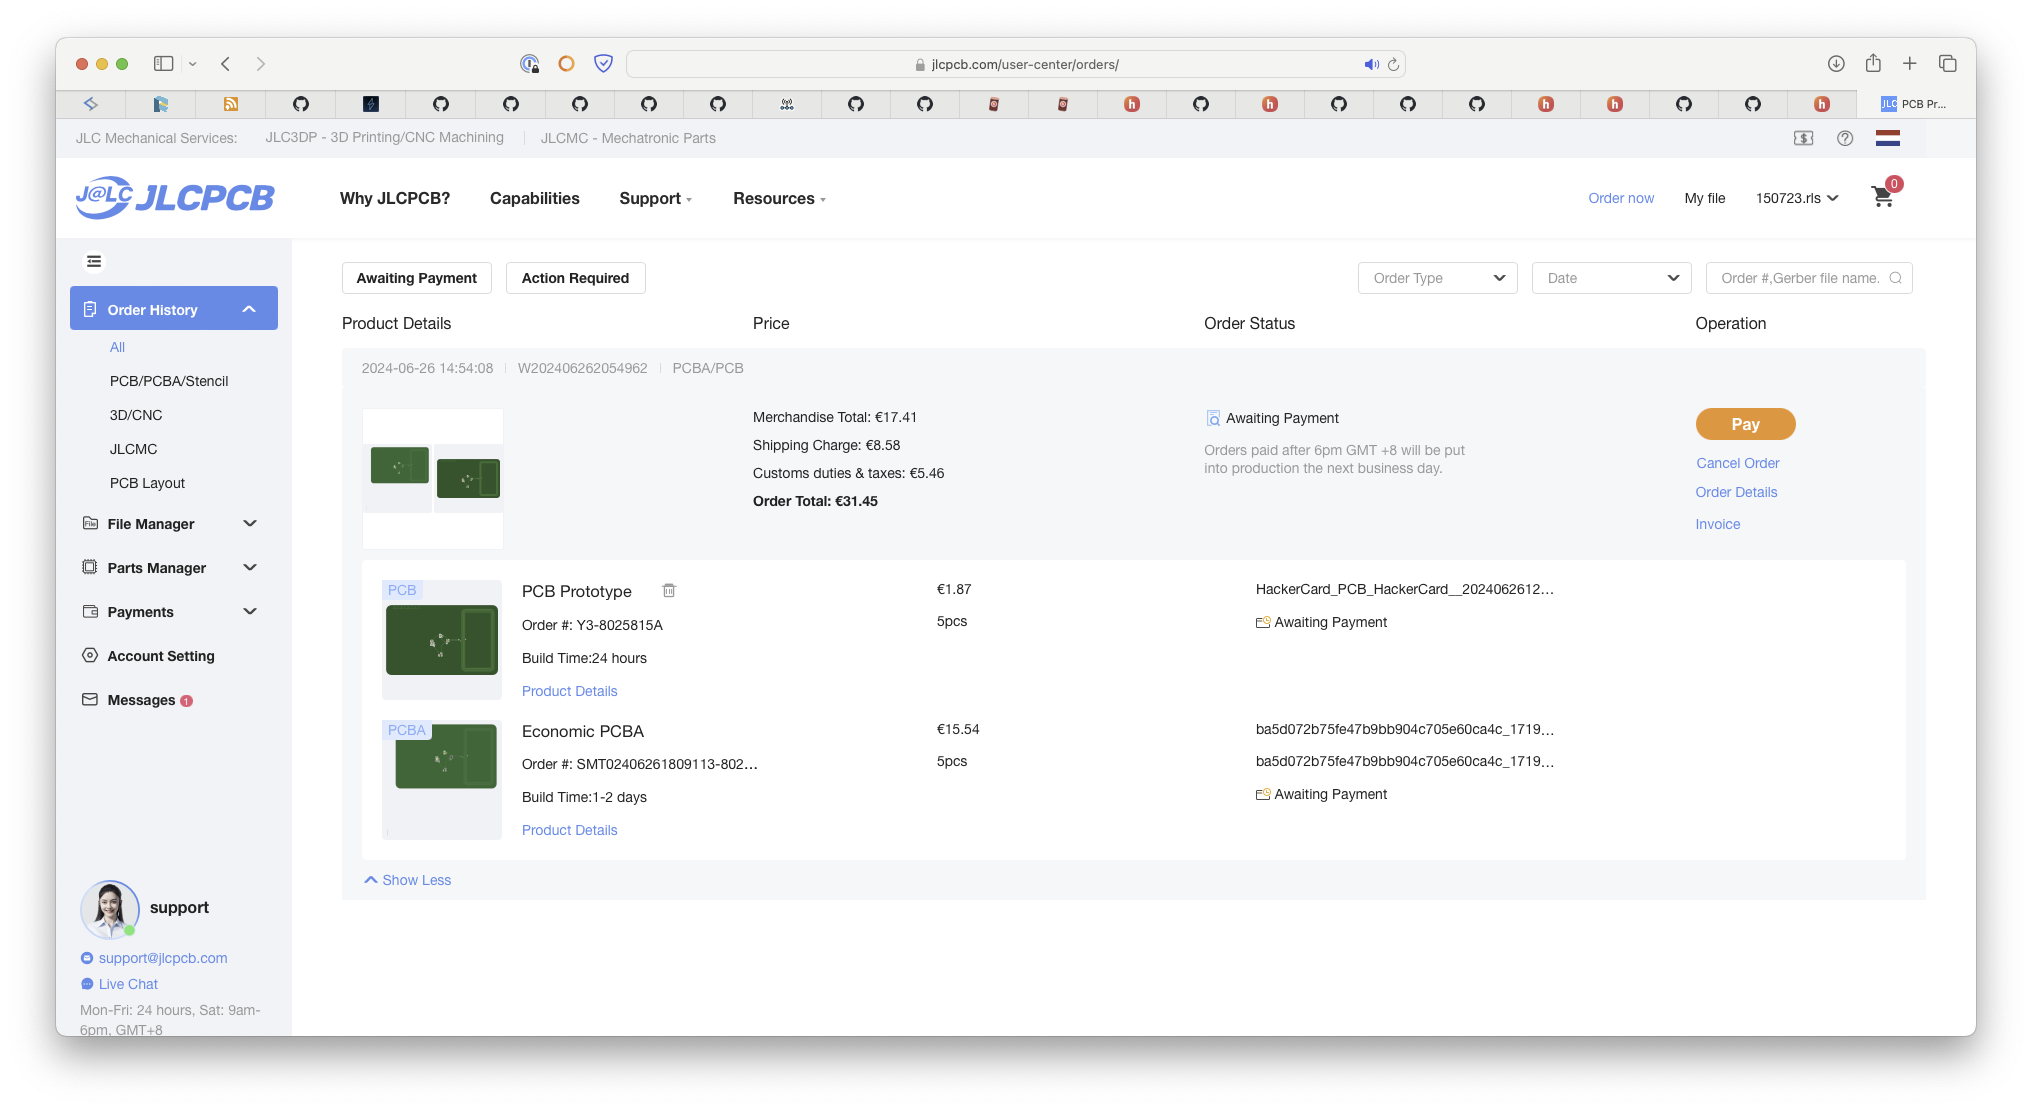 jlcpcb.com/user-center/orders/
JLC PCB Pr...
JLC Mechanical Services: JLC3DP - 3D Printing/CNC Machining JLCMC - Mechatronic Parts
J@LC JLCPCB
Why JLCPCB? Capabilities Support Resources
Order now My file 150723.rls 0
Order History
All
PCB/PCBA/Stencil
3D/CNC
JLCMC
PCB Layout
File Manager
Parts Manager
Payments
Account Setting
Messages 1
support
support@jlcpcb.com
Live Chat
Mon-Fri: 24 hours, Sat: 9am-
6pm, GMT+8
Awaiting Payment Action Required Order Type Date Order #,Gerber file name.
Product Details Price Order Status Operation
2024-06-26 14:54:08 W202406262054962 PCBA/PCB
Merchandise Total: €17.41
Shipping Charge: €8.58
Customs duties & taxes: €5.46
Order Total: €31.45
Awaiting Payment
Orders paid after 6pm GMT +8 will be put
into production the next business day.
Pay
Cancel Order
Order Details
Invoice
PCB
PCB Prototype
Order #: Y3-8025815A
Build Time:24 hours
Product Details
€1.87
5pcs
HackerCard_PCB_HackerCard__2024062612...
Awaiting Payment
PCBA
Economic PCBA
Order #: SMT02406261809113-802...
Build Time:1-2 days
Product Details
€15.54
5pcs
ba5d072b75fe47b9bb904c705e60ca4c_1719...
ba5d072b75fe47b9bb904c705e60ca4c_1719...
Awaiting Payment
Show Less